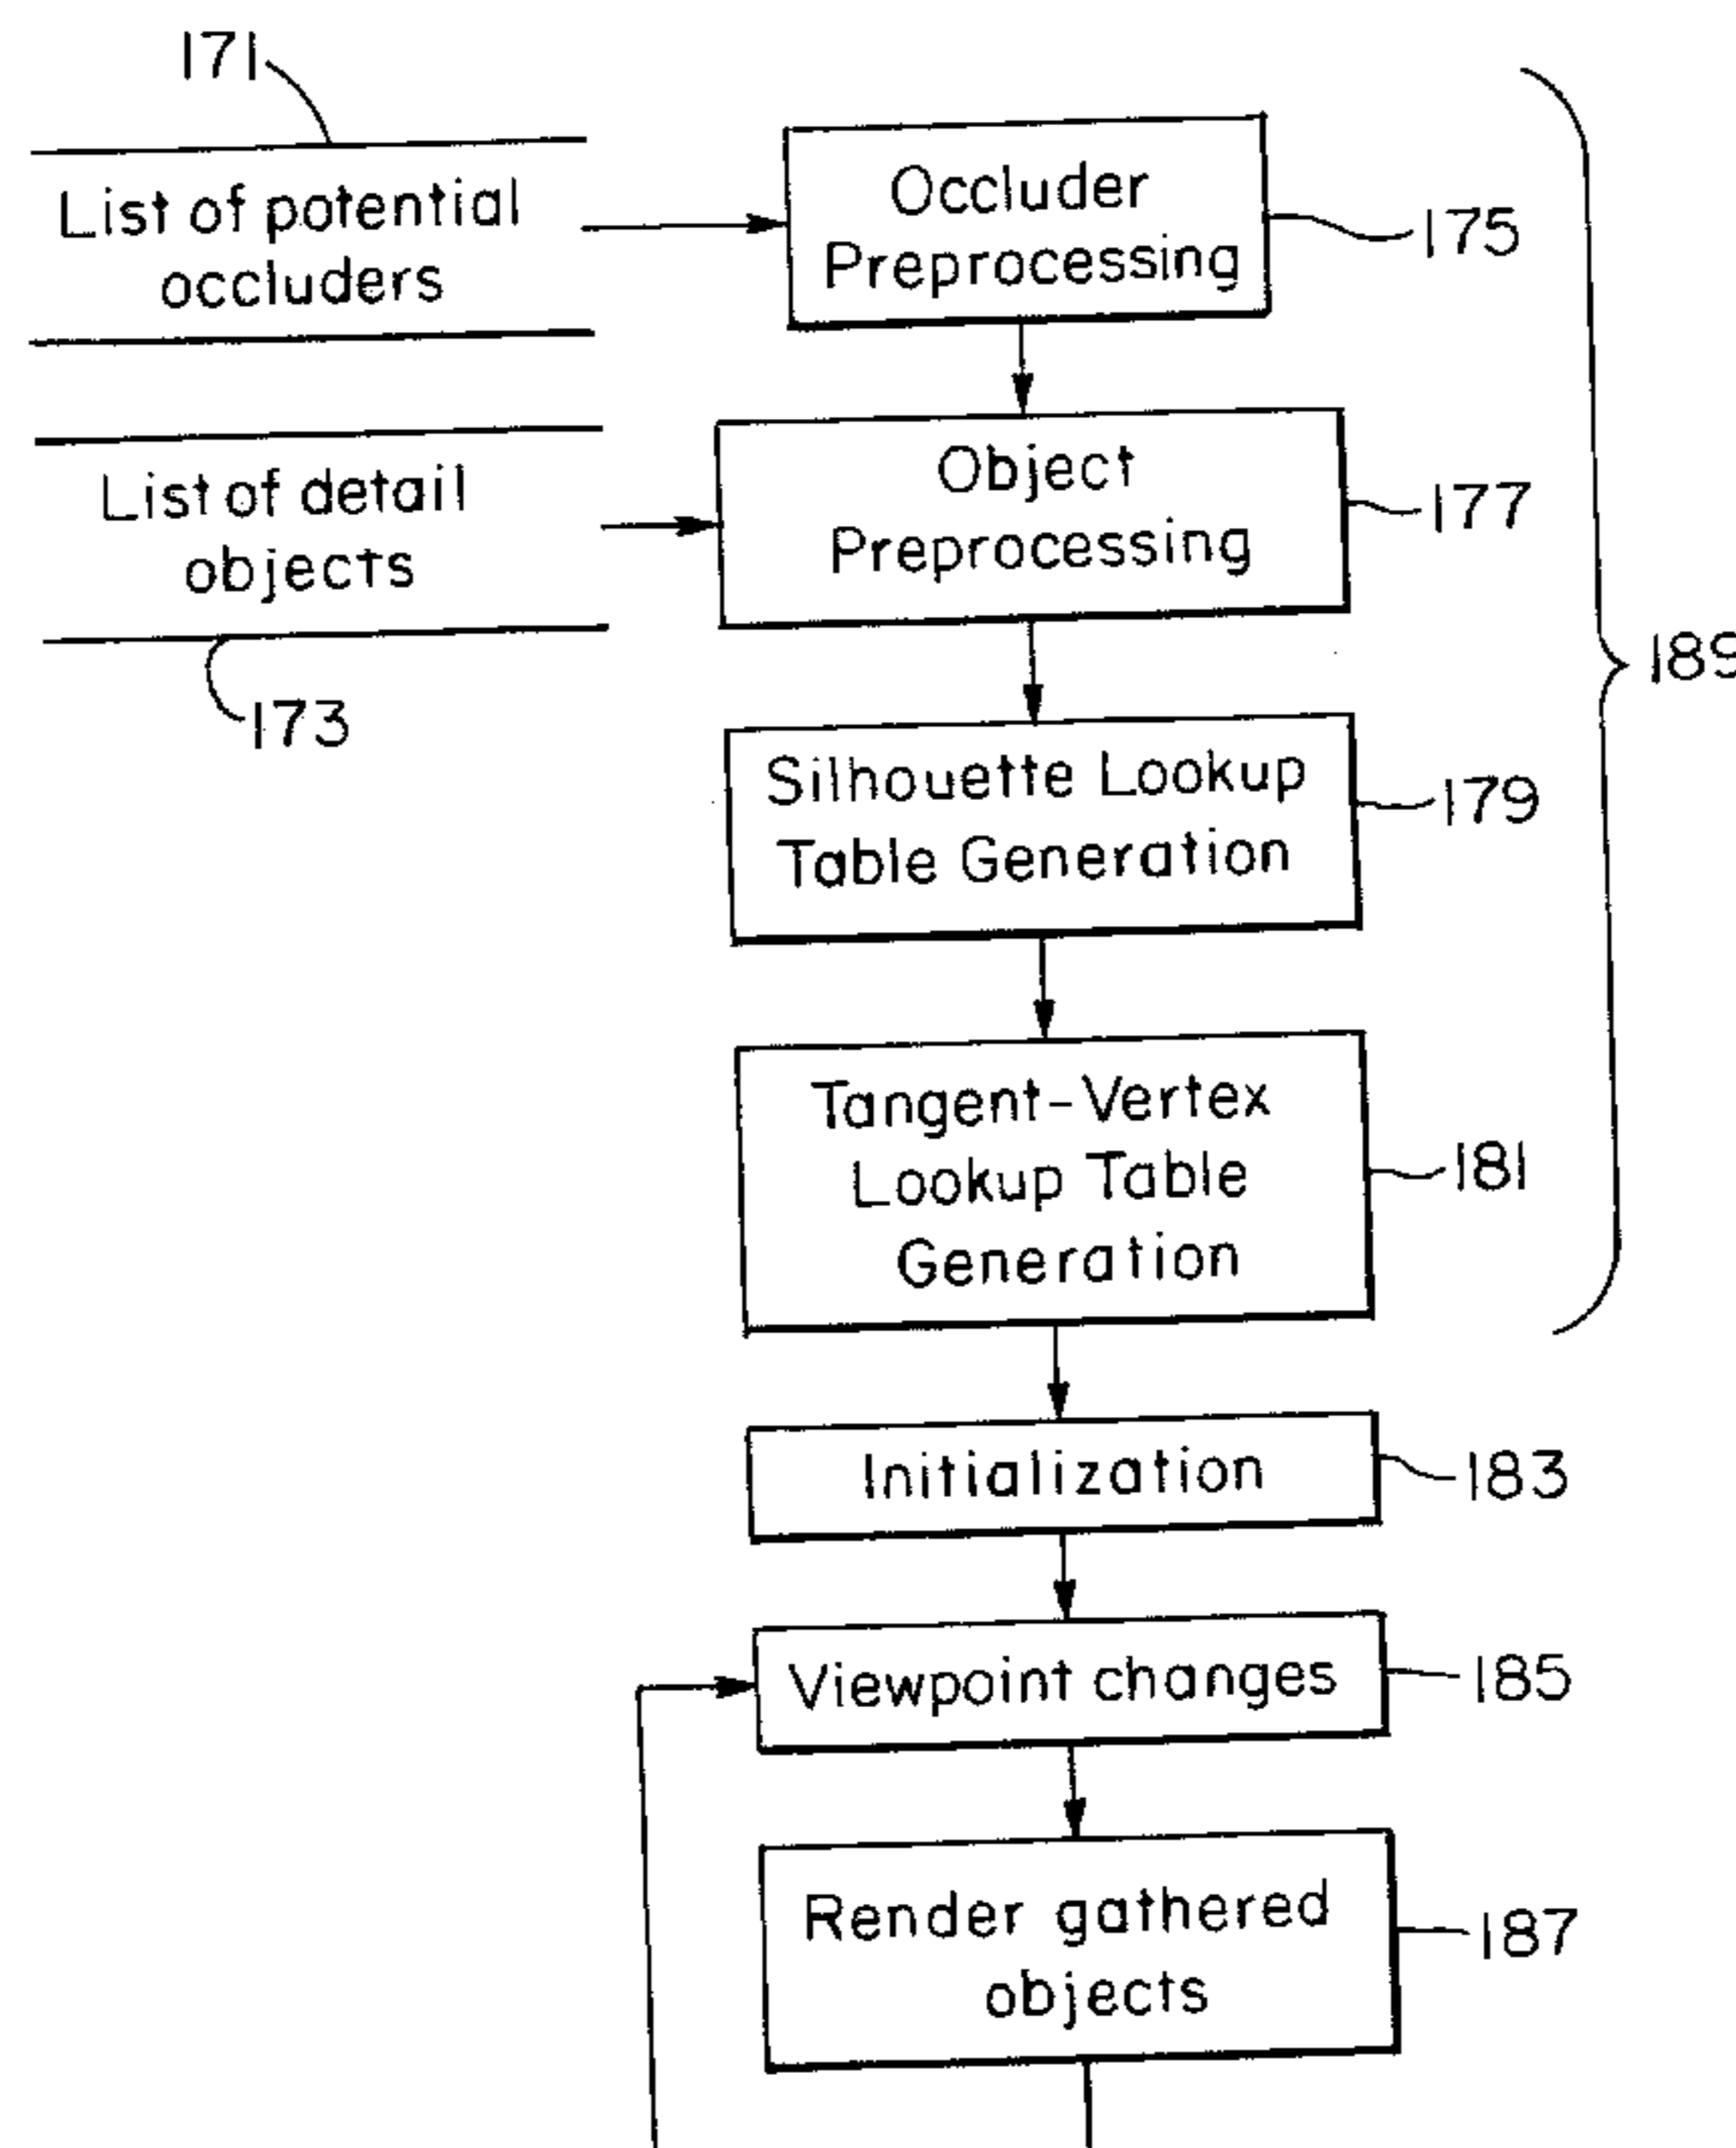 171
List of potential
occluders
Occluder
Preprocessing
175
List of detail
objects
173
Object
Preprocessing
177
189
Silhouette Lookup
Table Generation
179
Tangent-Vertex
Lookup Table
Generation
181
Initialization
183
Viewpoint changes
185
Render gathered
objects
187